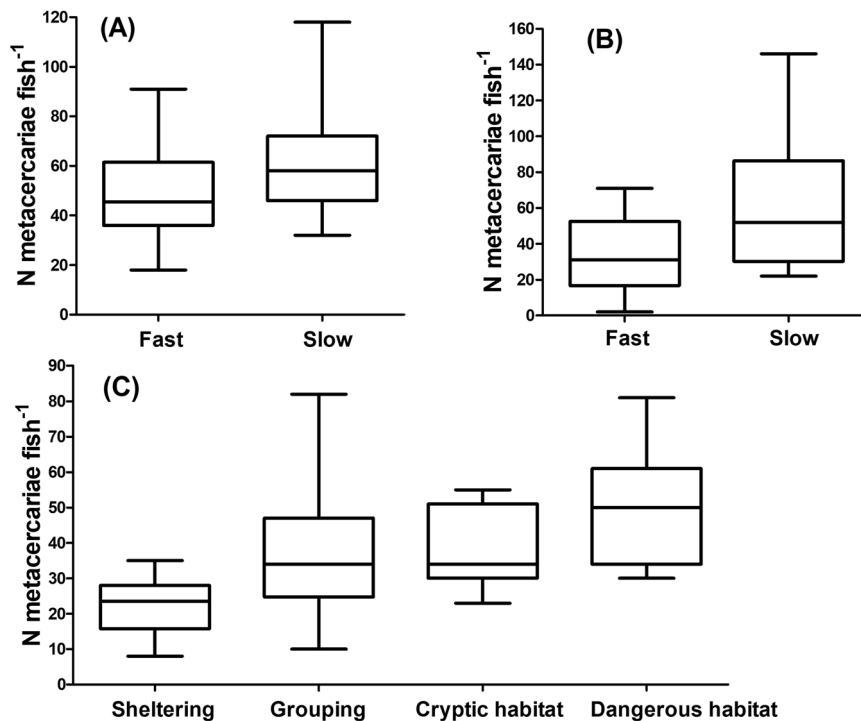 (A)
N metacercariae fish⁻¹
120
100
80
60
40
20
0
Fast Slow
(B)
N metacercariae fish⁻¹
160
140
120
100
80
60
40
20
0
Fast Slow
(C)
N metacercariae fish⁻¹
90
80
70
60
50
40
30
20
10
0
Sheltering Grouping Cryptic habitat Dangerous habitat